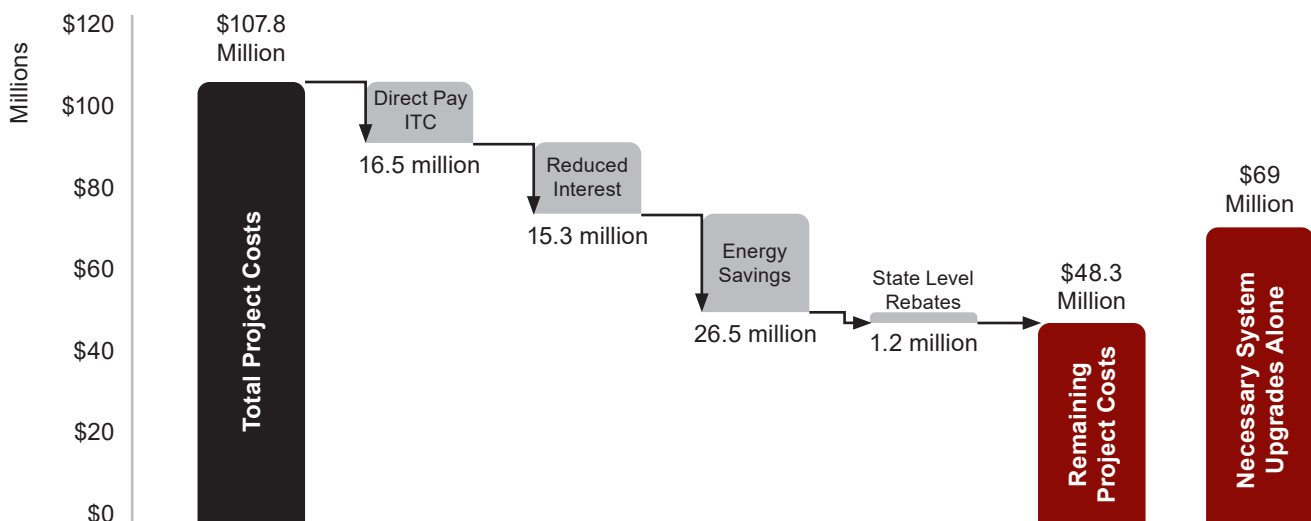 Millions
$120
$100
$80
$60
$40
$20
$0
$107.8
Million
Total Project Costs
Direct Pay
ITC
16.5 million
Reduced
Interest
15.3 million
Energy
Savings
26.5 million
State Level
Rebates
1.2 million
$48.3
Million
Remaining
Project Costs
$69
Million
Necessary System
Upgrades Alone